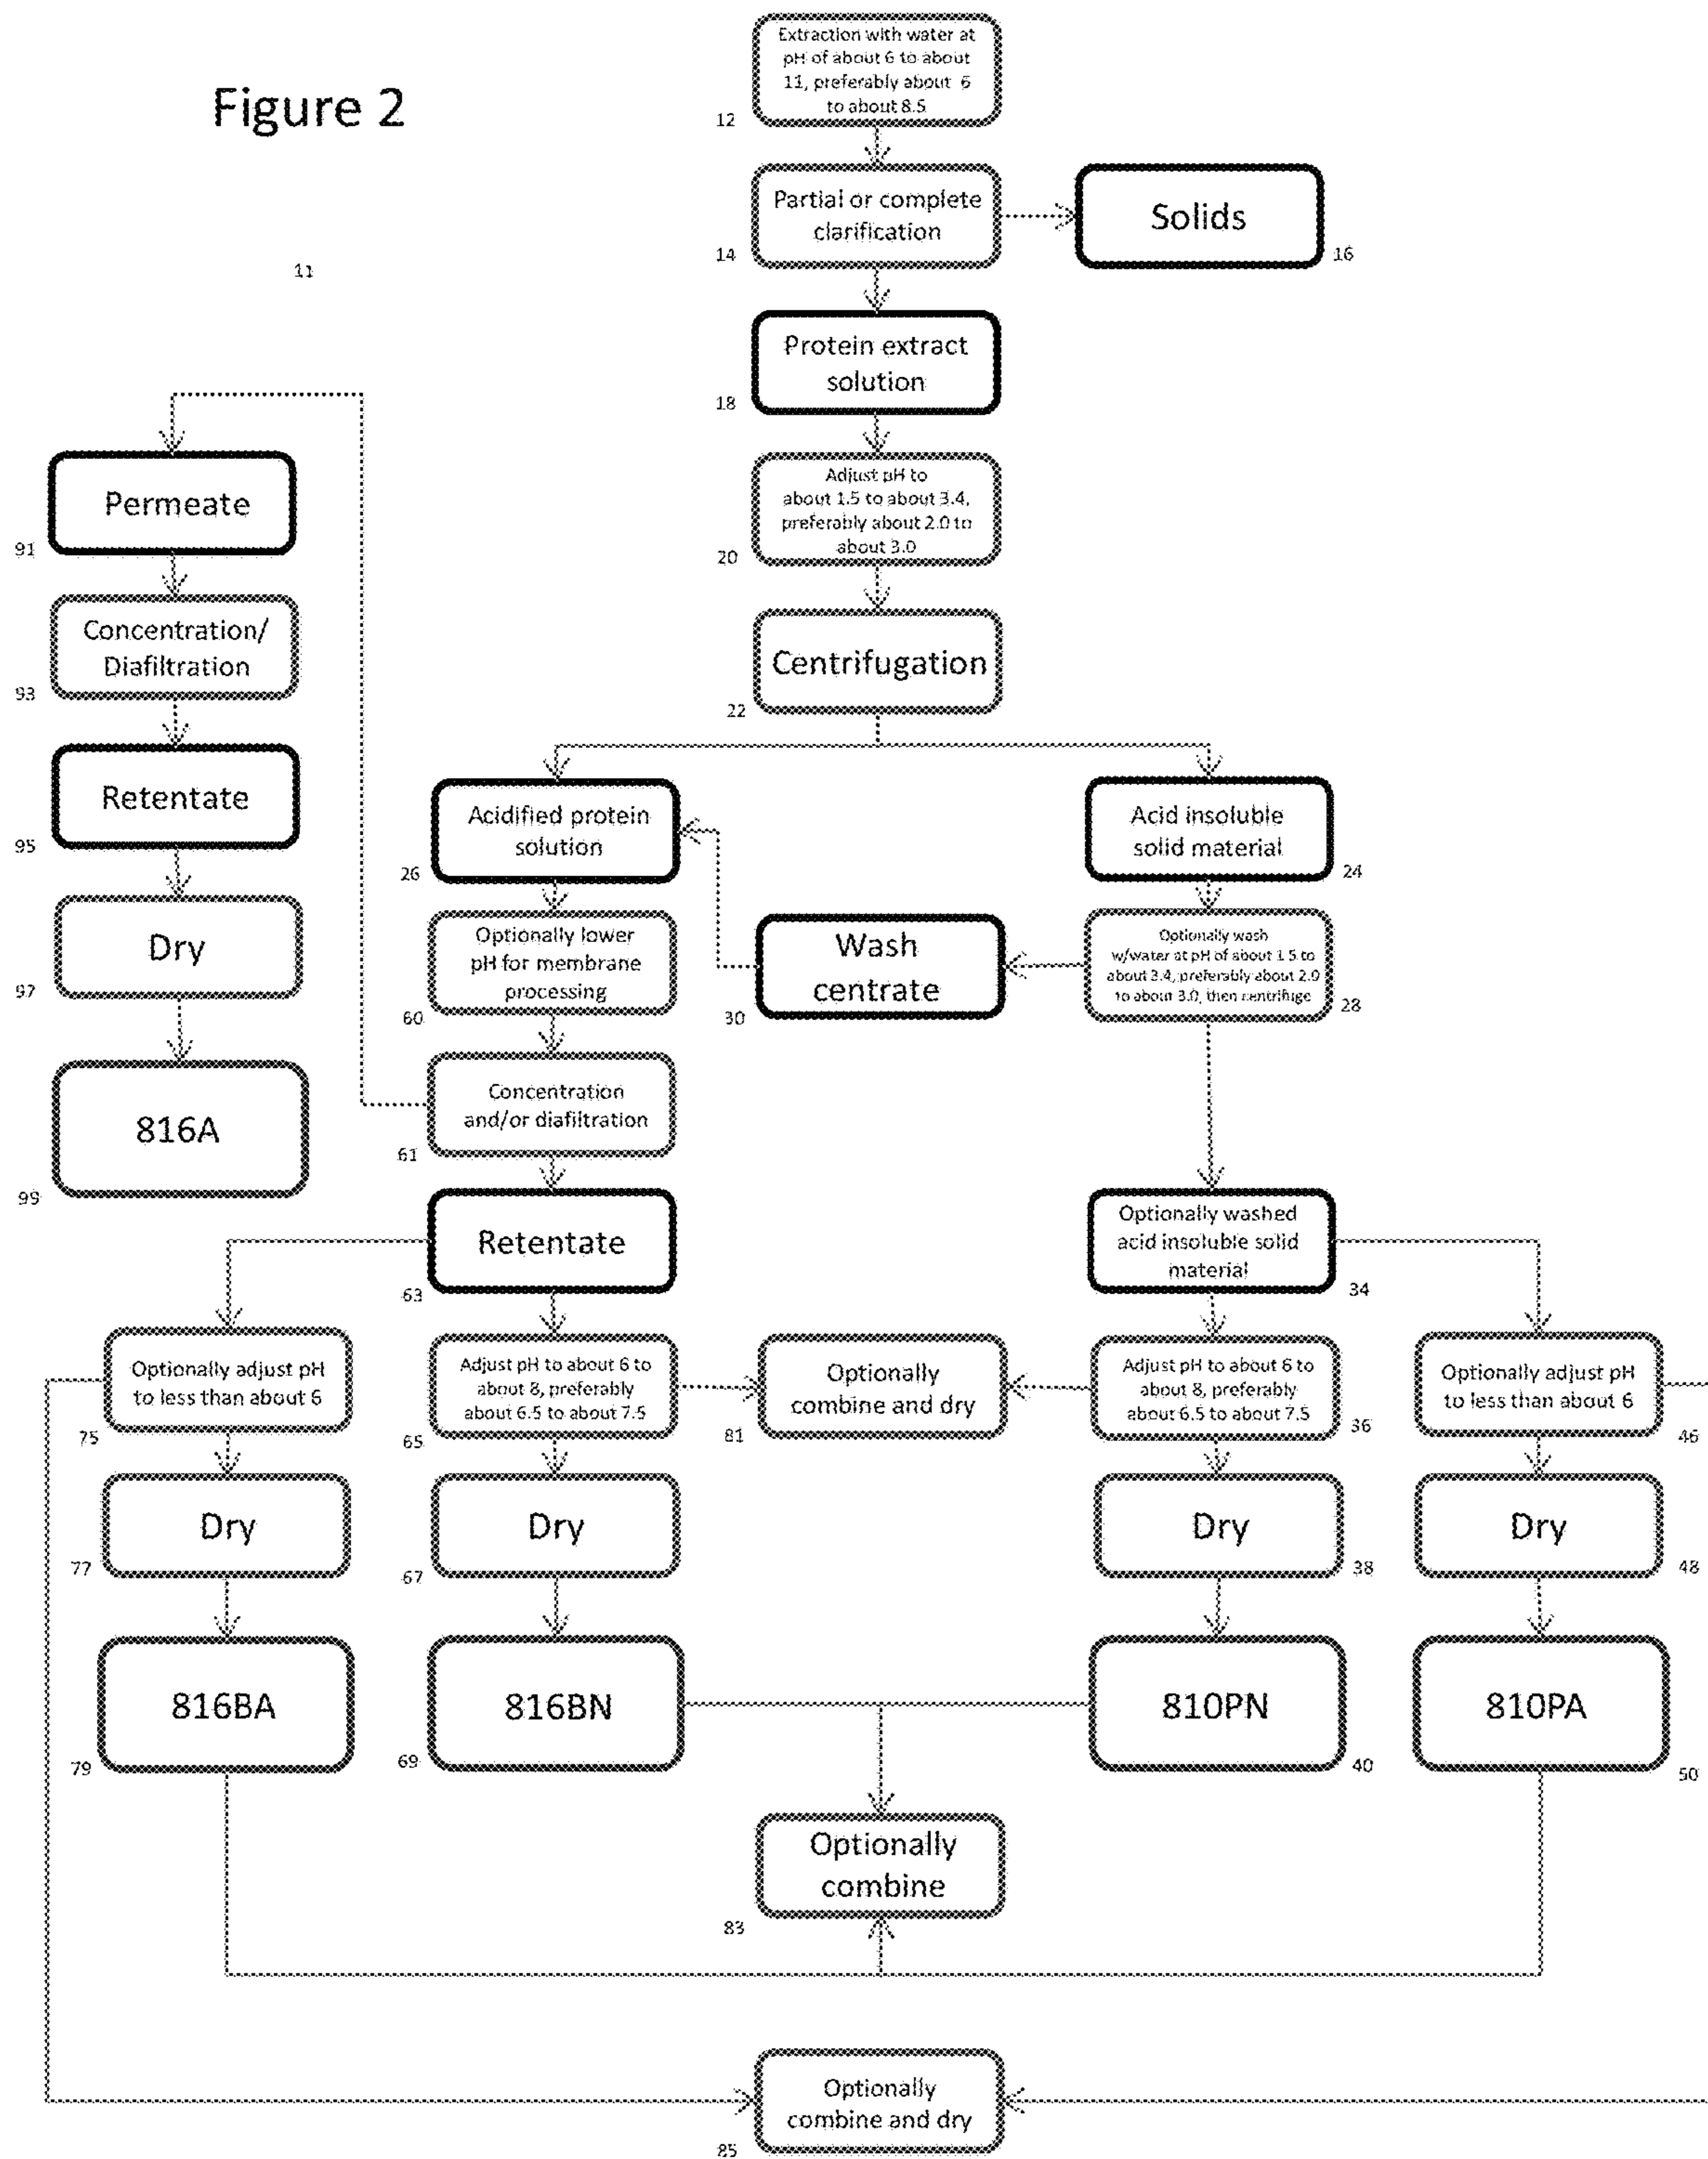 Figure 2
11
Extraction with water at
pH of about 6 to about
11, preferably about 6
to about 8.5
12
Partial or complete
clarification
14
Solids
16
Protein extract
solution
18
Adjust pH to
about 1.5 to about 3.4,
preferably about 2.0 to
about 3.0
20
Centrifugation
22
Permeate
91
Concentration/
Diafiltration
93
Retentate
95
Dry
97
816A
99
Acidified protein
solution
26
Acid insoluble
solid material
24
Optionally lower
pH for membrane
processing
60
Wash
centrate
30
Optionally wash
w/water at pH of about 1.5 to
about 3.4, preferably about 2.0
to about 3.0, then centrifuge
28
Concentration
and/or diafiltration
61
Retentate
63
Optionally washed
acid insoluble solid
material
34
Optionally adjust pH
to less than about 6
75
Adjust pH to about 6 to
about 8, preferably
about 6.5 to about 7.5
65
Optionally
combine and dry
81
Adjust pH to about 6 to
about 8, preferably
about 6.5 to about 7.5
36
Optionally adjust pH
to less than about 6
46
Dry
77
Dry
67
Dry
38
Dry
48
816BA
79
816BN
69
810PN
40
810PA
50
Optionally
combine
83
Optionally
combine and dry
85